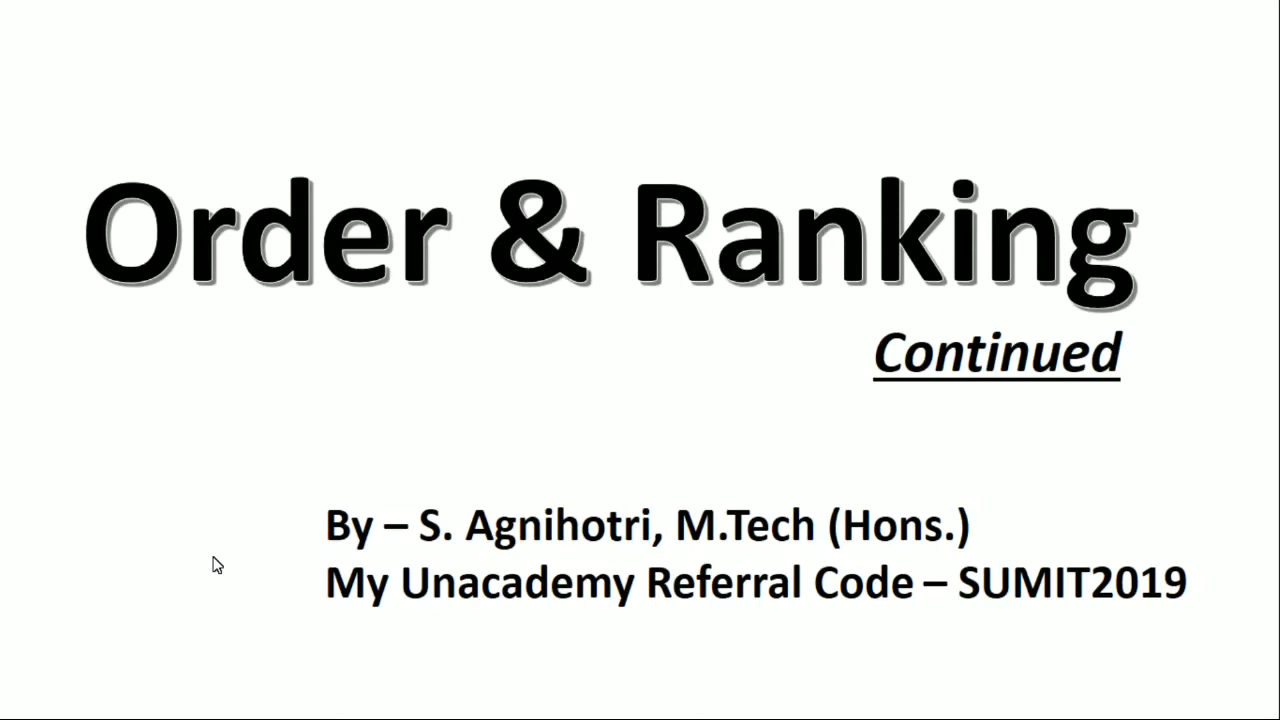 Order & Ranking
Continued
By – S. Agnihotri, M.Tech (Hons.)
My Unacademy Referral Code – SUMIT2019